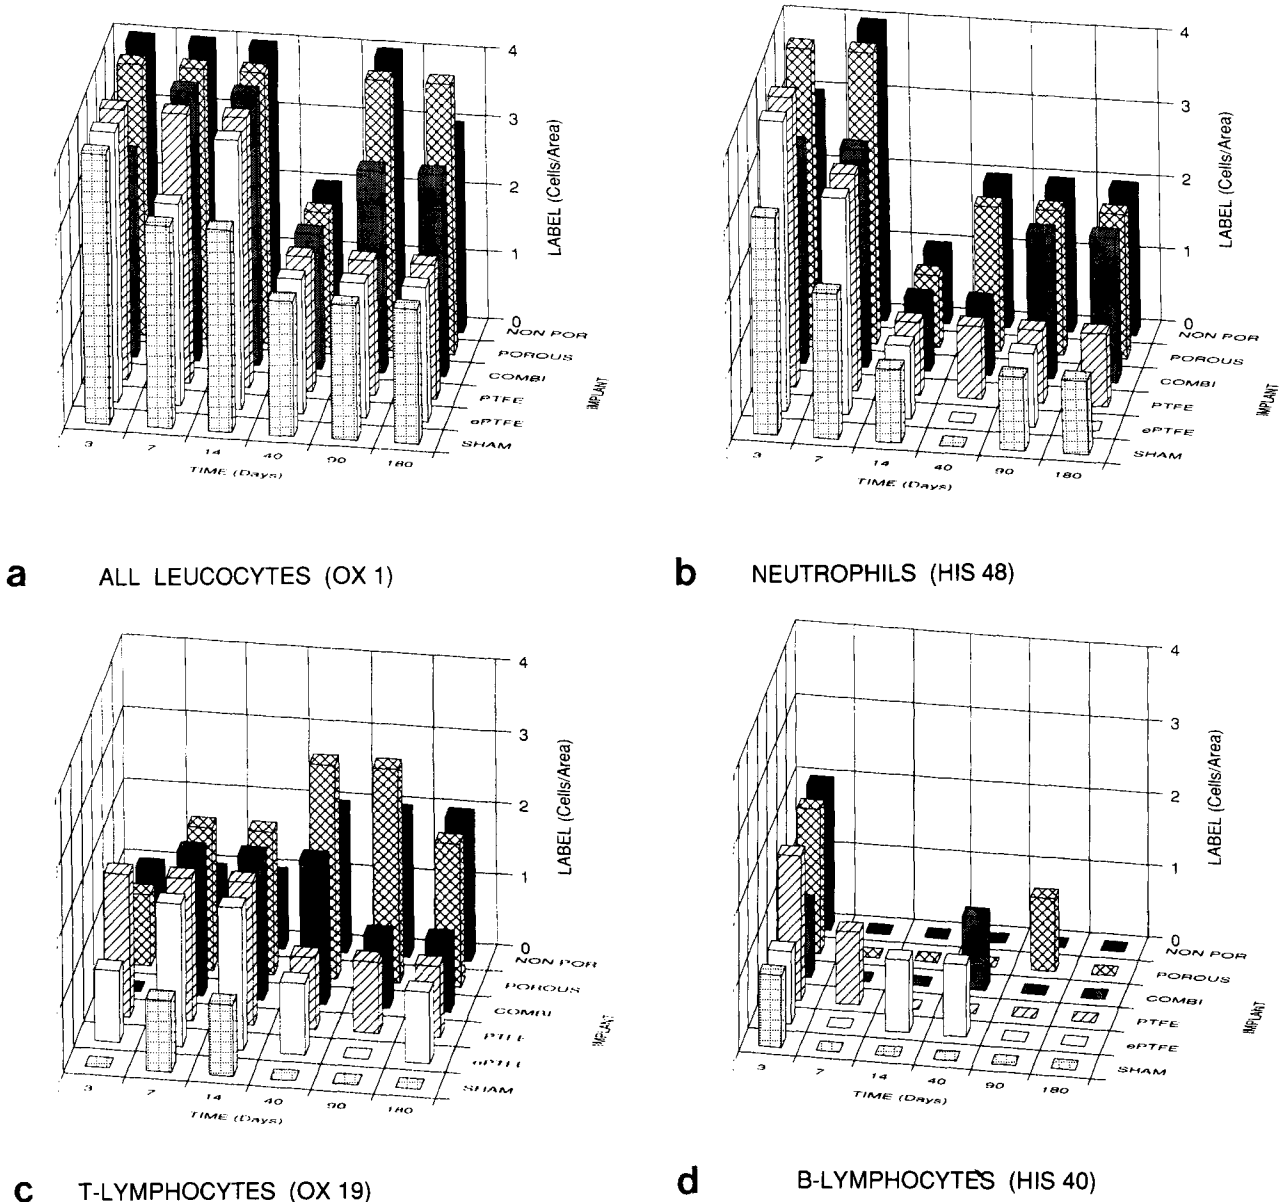 4
3
2
1
0
LABEL (Cells/Area)
NON POR
POROUS
COMBI
PTFE
ePTFE
SHAM
IMPLANT
3 7 14 40 90 180
TIME (Days)
a ALL LEUCOCYTES (OX 1)
4
3
2
1
0
LABEL (Cells/Area)
NON POR
POROUS
COMBI
PTFE
ePTFE
SHAM
IMPLANT
3 7 14 40 90 180
TIME (Days)
b NEUTROPHILS (HIS 48)
4
3
2
1
0
LABEL (Cells/Area)
NON POR
POROUS
COMBI
PTFE
ePTFE
SHAM
IMPLANT
3 7 14 40 90 180
TIME (Days)
c T-LYMPHOCYTES (OX 19)
4
3
2
1
0
LABEL (Cells/Area)
NON POR
POROUS
COMBI
PTFE
ePTFE
SHAM
IMPLANT
3 7 14 40 90 180
TIME (Days)
d B-LYMPHOCYTES (HIS 40)